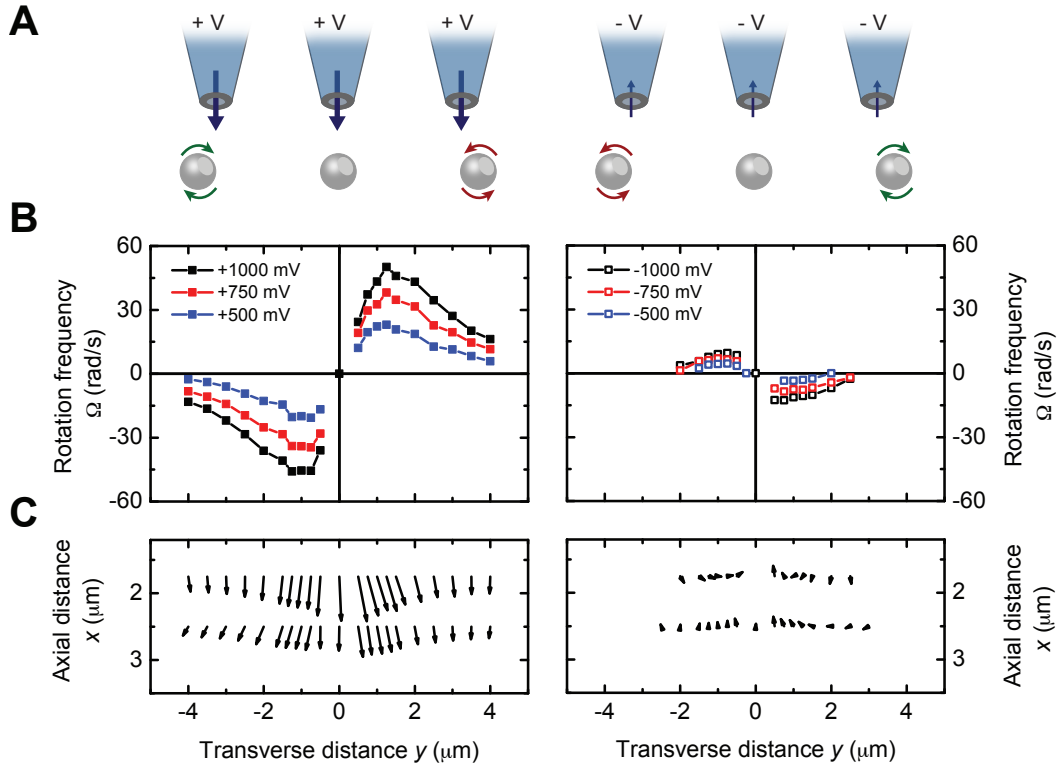 A
+ V + V + V - V - V - V
B
60
30
0
-30
-60
Rotation frequency
Ω (rad/s)
+1000 mV
+750 mV
+500 mV
-1000 mV
-750 mV
-500 mV
60
30
0
-30
-60
Rotation frequency
Ω (rad/s)
C
Axial distance
x (μm)
2
3
-4 -2 0 2 4
Transverse distance y (μm)
-4 -2 0 2 4
Transverse distance y (μm)
2
3
Axial distance
x (μm)